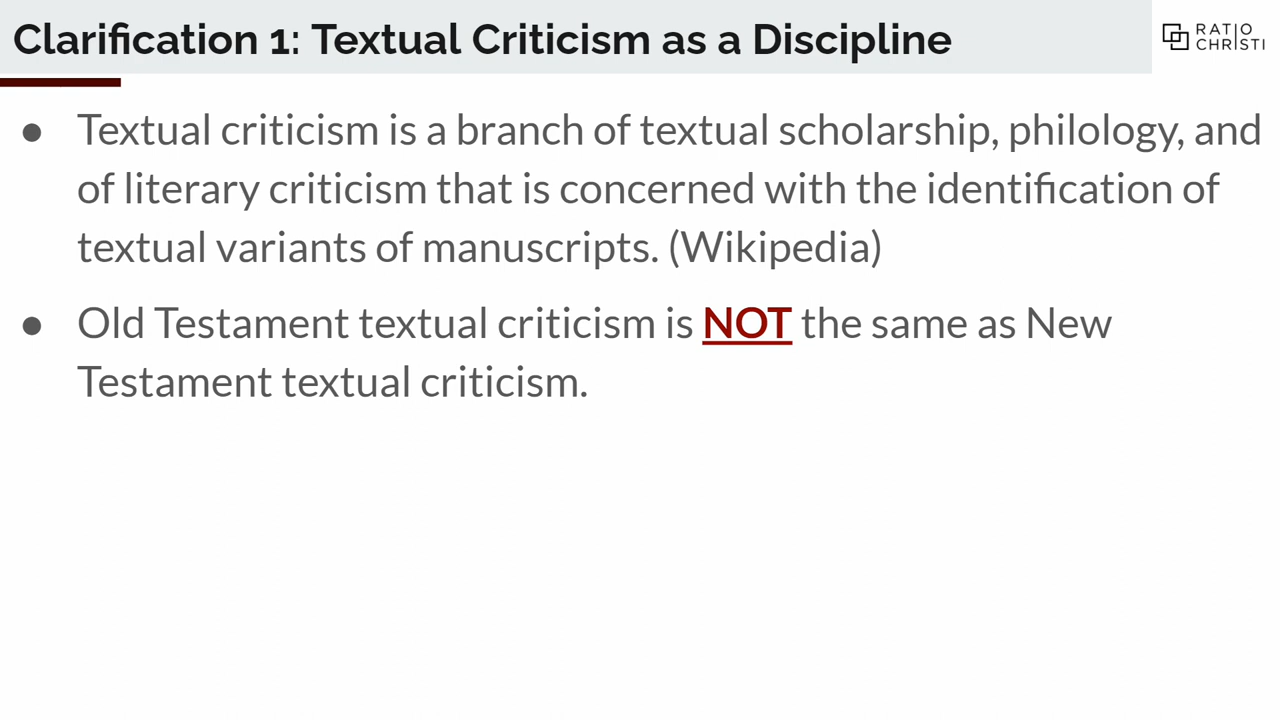 Clarification 1: Textual Criticism as a Discipline
RATIO
CHRISTI
● Textual criticism is a branch of textual scholarship, philology, and
of literary criticism that is concerned with the identification of
textual variants of manuscripts. (Wikipedia)
● Old Testament textual criticism is NOT the same as New
Testament textual criticism.